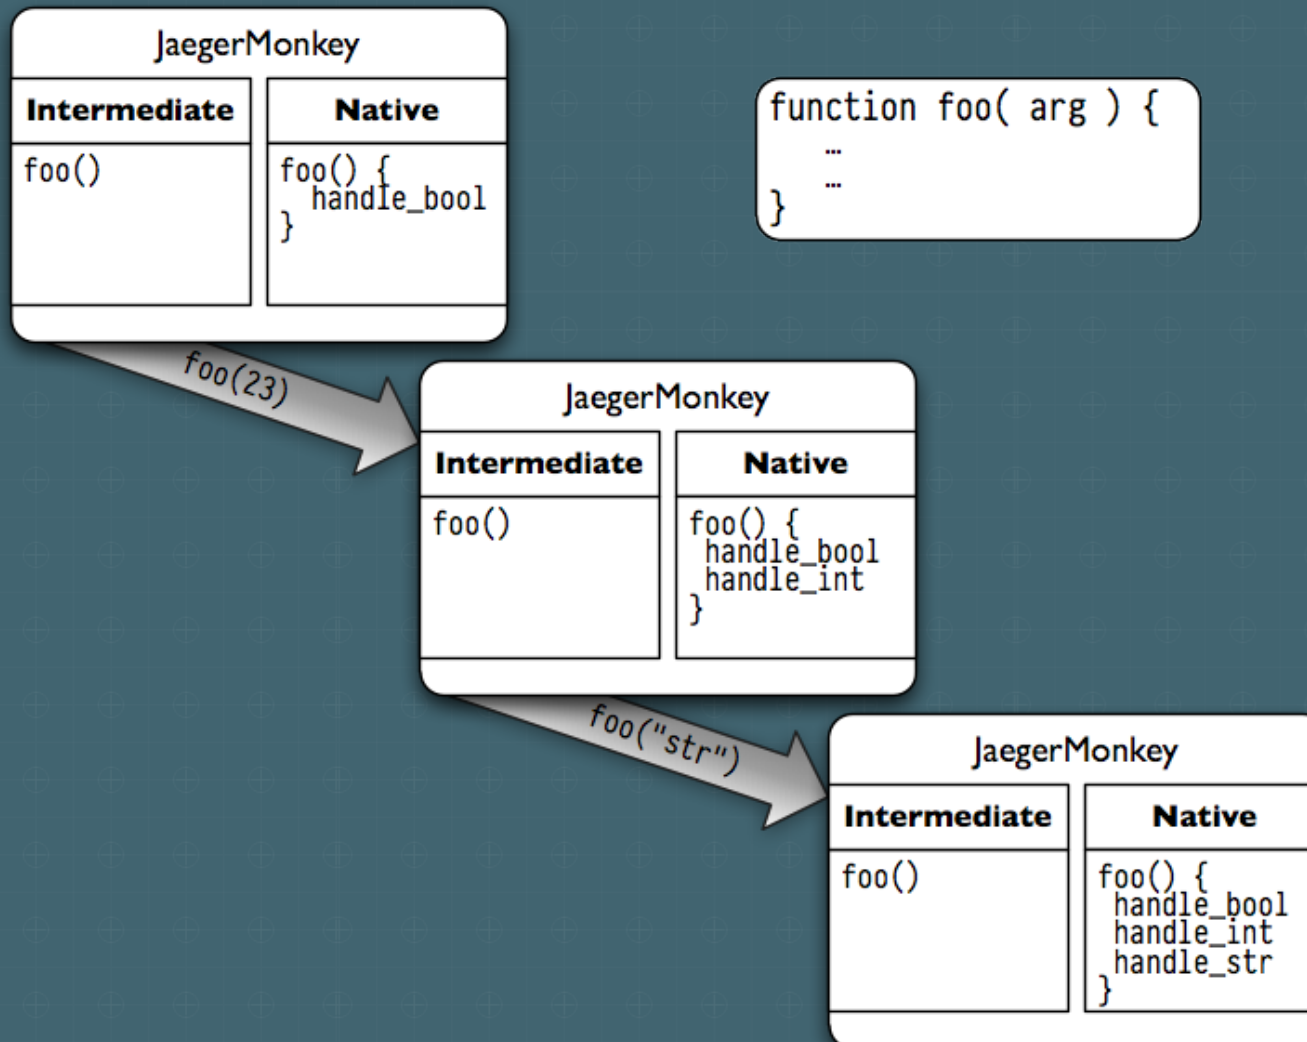 JaegerMonkey
Intermediate
Native
foo()
foo() {
handle_bool
}
function foo( arg ) {
…
…
}
foo(23)
JaegerMonkey
Intermediate
Native
foo()
foo() {
handle_bool
handle_int
}
foo("str")
JaegerMonkey
Intermediate
Native
foo()
foo() {
handle_bool
handle_int
handle_str
}